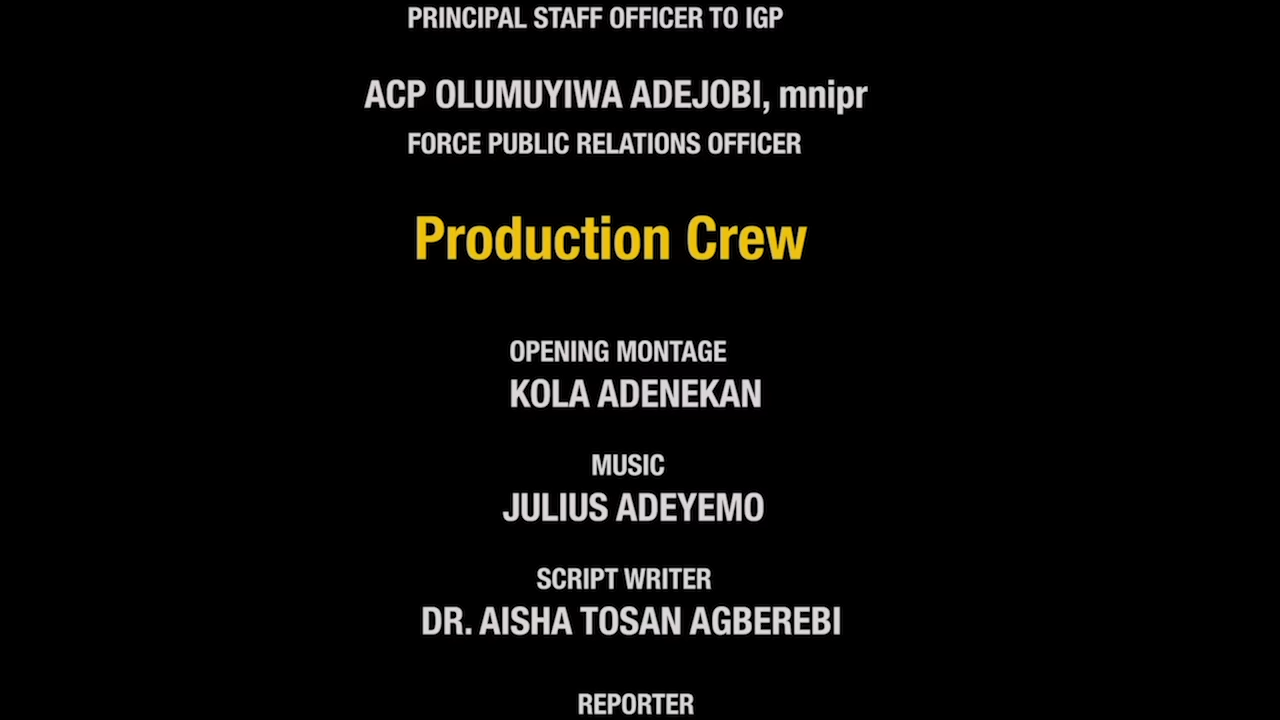 PRINCIPAL STAFF OFFICER TO IGP
ACP OLUMUYIWA ADEJOBI, mnipr
FORCE PUBLIC RELATIONS OFFICER
Production Crew
OPENING MONTAGE
KOLA ADENEKAN
MUSIC
JULIUS ADEYEMO
SCRIPT WRITER
DR. AISHA TOSAN AGBEREBI
REPORTER